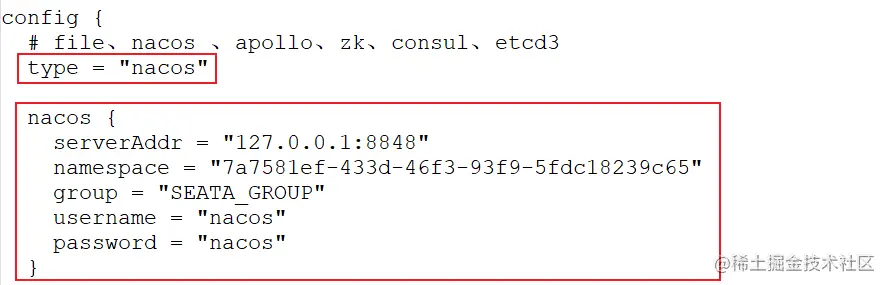 config {
  # file、nacos 、apollo、zk、consul、etcd3
  type = "nacos"

  nacos {
    serverAddr = "127.0.0.1:8848"
    namespace = "7a7581ef-433d-46f3-93f9-5fdc18239c65"
    group = "SEATA_GROUP"
    username = "nacos"
    password = "nacos"
  }
@稀土掘金技术社区